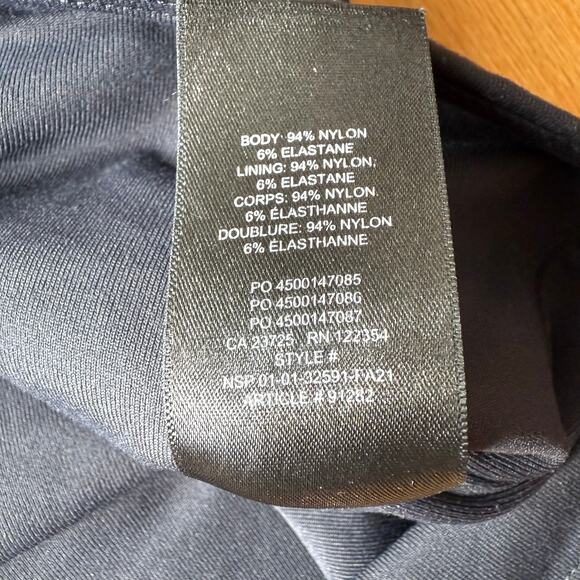 BODY: 94% NYLON
6% ELASTANE
LINING: 94% NYLON,
6% ELASTANE
CORPS: 94% NYLON.
6% ÉLASTHANNE
DOUBLURE: 94% NYLON
6% ÉLASTHANNE
PO 4500147085
PO 4500147086
PO 4500147087
CA 23725 RN 122354
STYLE #
NSP 01-01-32591-FA21
ARTICLE # 91282